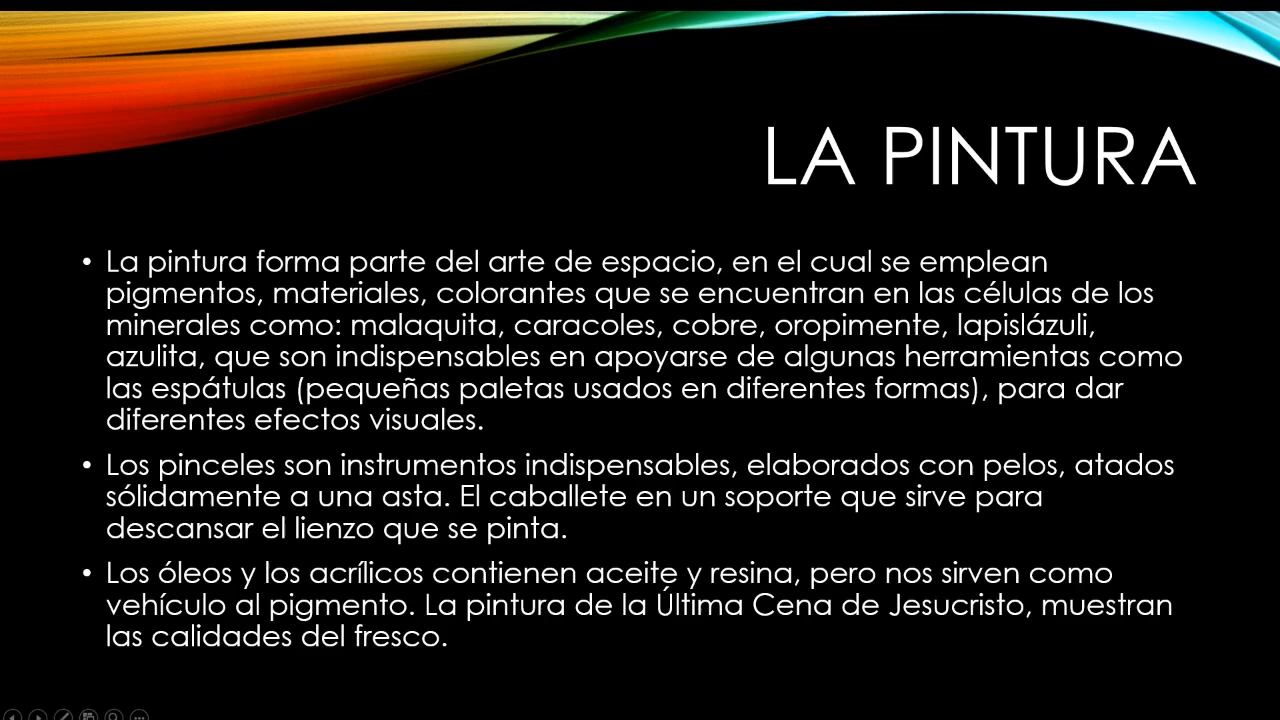 LA PINTURA
• La pintura forma parte del arte de espacio, en el cual se emplean
pigmentos, materiales, colorantes que se encuentran en las células de los
minerales como: malaquita, caracoles, cobre, oropimente, lapislázuli,
azulita, que son indispensables en apoyarse de algunas herramientas como
las espátulas (pequeñas paletas usados en diferentes formas), para dar
diferentes efectos visuales.
• Los pinceles son instrumentos indispensables, elaborados con pelos, atados
sólidamente a una asta. El caballete en un soporte que sirve para
descansar el lienzo que se pinta.
• Los óleos y los acrílicos contienen aceite y resina, pero nos sirven como
vehículo al pigmento. La pintura de la Última Cena de Jesucristo, muestran
las calidades del fresco.